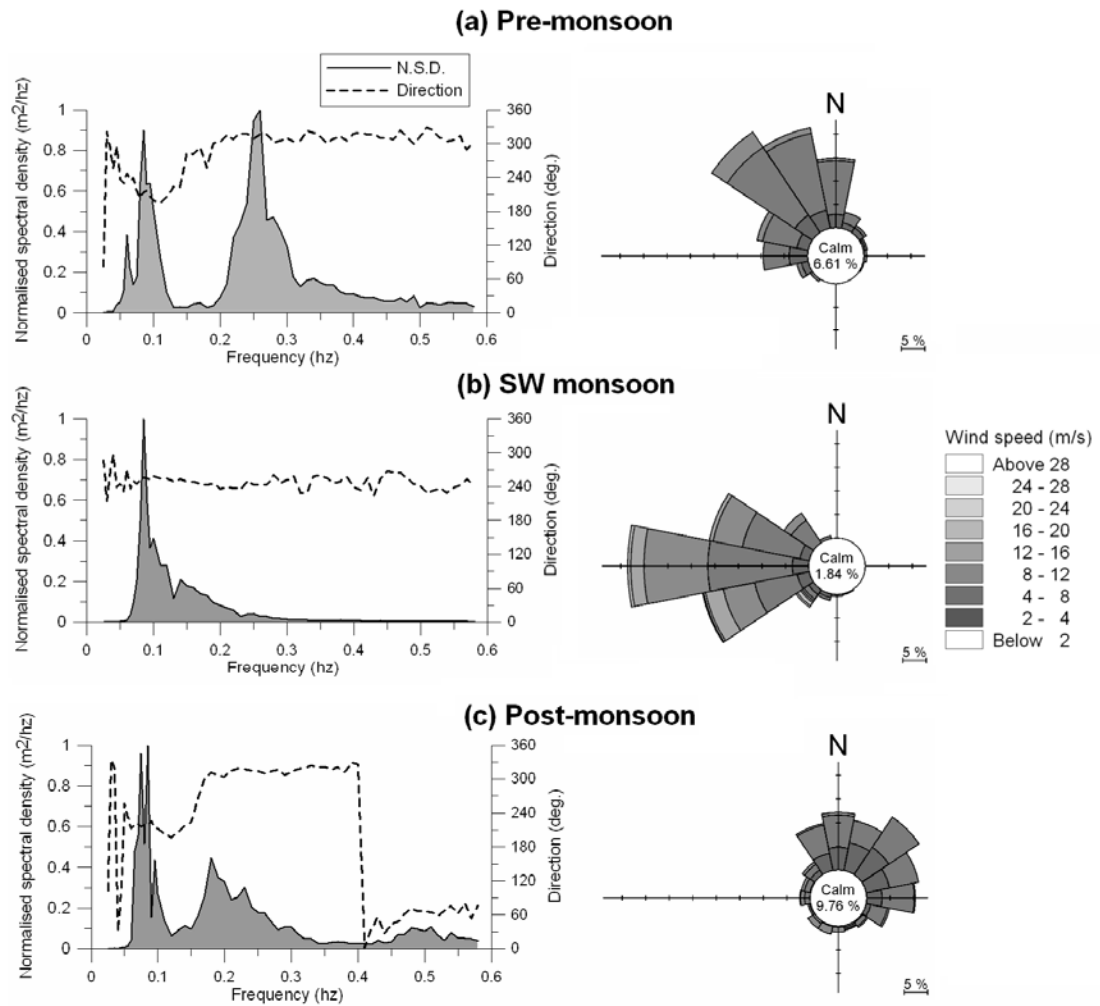 (a) Pre-monsoon
N.S.D.
Direction
Normalised spectral density (m2/hz)
1
0.8
0.6
0.4
0.2
0
360
300
240
180
120
60
0
Direction (deg.)
0
0.1
0.2
0.3
0.4
0.5
0.6
Frequency (hz)
N
Calm
6.61 %
5 %
(b) SW monsoon
Normalised spectral density (m2/hz)
1
0.8
0.6
0.4
0.2
0
360
300
240
180
120
60
0
Direction (deg.)
0
0.1
0.2
0.3
0.4
0.5
0.6
Frequency (hz)
N
Calm
1.84 %
5 %
Wind speed (m/s)
Above 28
24 - 28
20 - 24
16 - 20
12 - 16
8 - 12
4 - 8
2 - 4
Below 2
(c) Post-monsoon
Normalised spectral density (m2/hz)
1
0.8
0.6
0.4
0.2
0
360
300
240
180
120
60
0
Direction (deg.)
0
0.1
0.2
0.3
0.4
0.5
0.6
Frequency (hz)
N
Calm
9.76 %
5 %